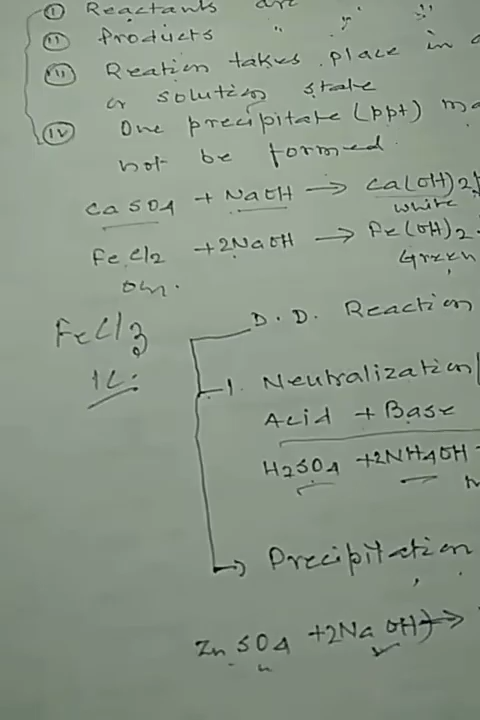 (i) Reactants are
(ii) Products " " "
(iii) Reation takes place in
or solution state
(iv) One precipitate (ppt)
not be formed.
CaSO4 + NaOH → Ca(OH)2
white
FeCl2 + 2NaOH → Fe(OH)2
Green
FeCl3
D.D. Reaction
1. Neutralization
Acid + Base
H2SO4 + 2NH4OH
→ Precipitation
ZnSO4 + 2NaOH →